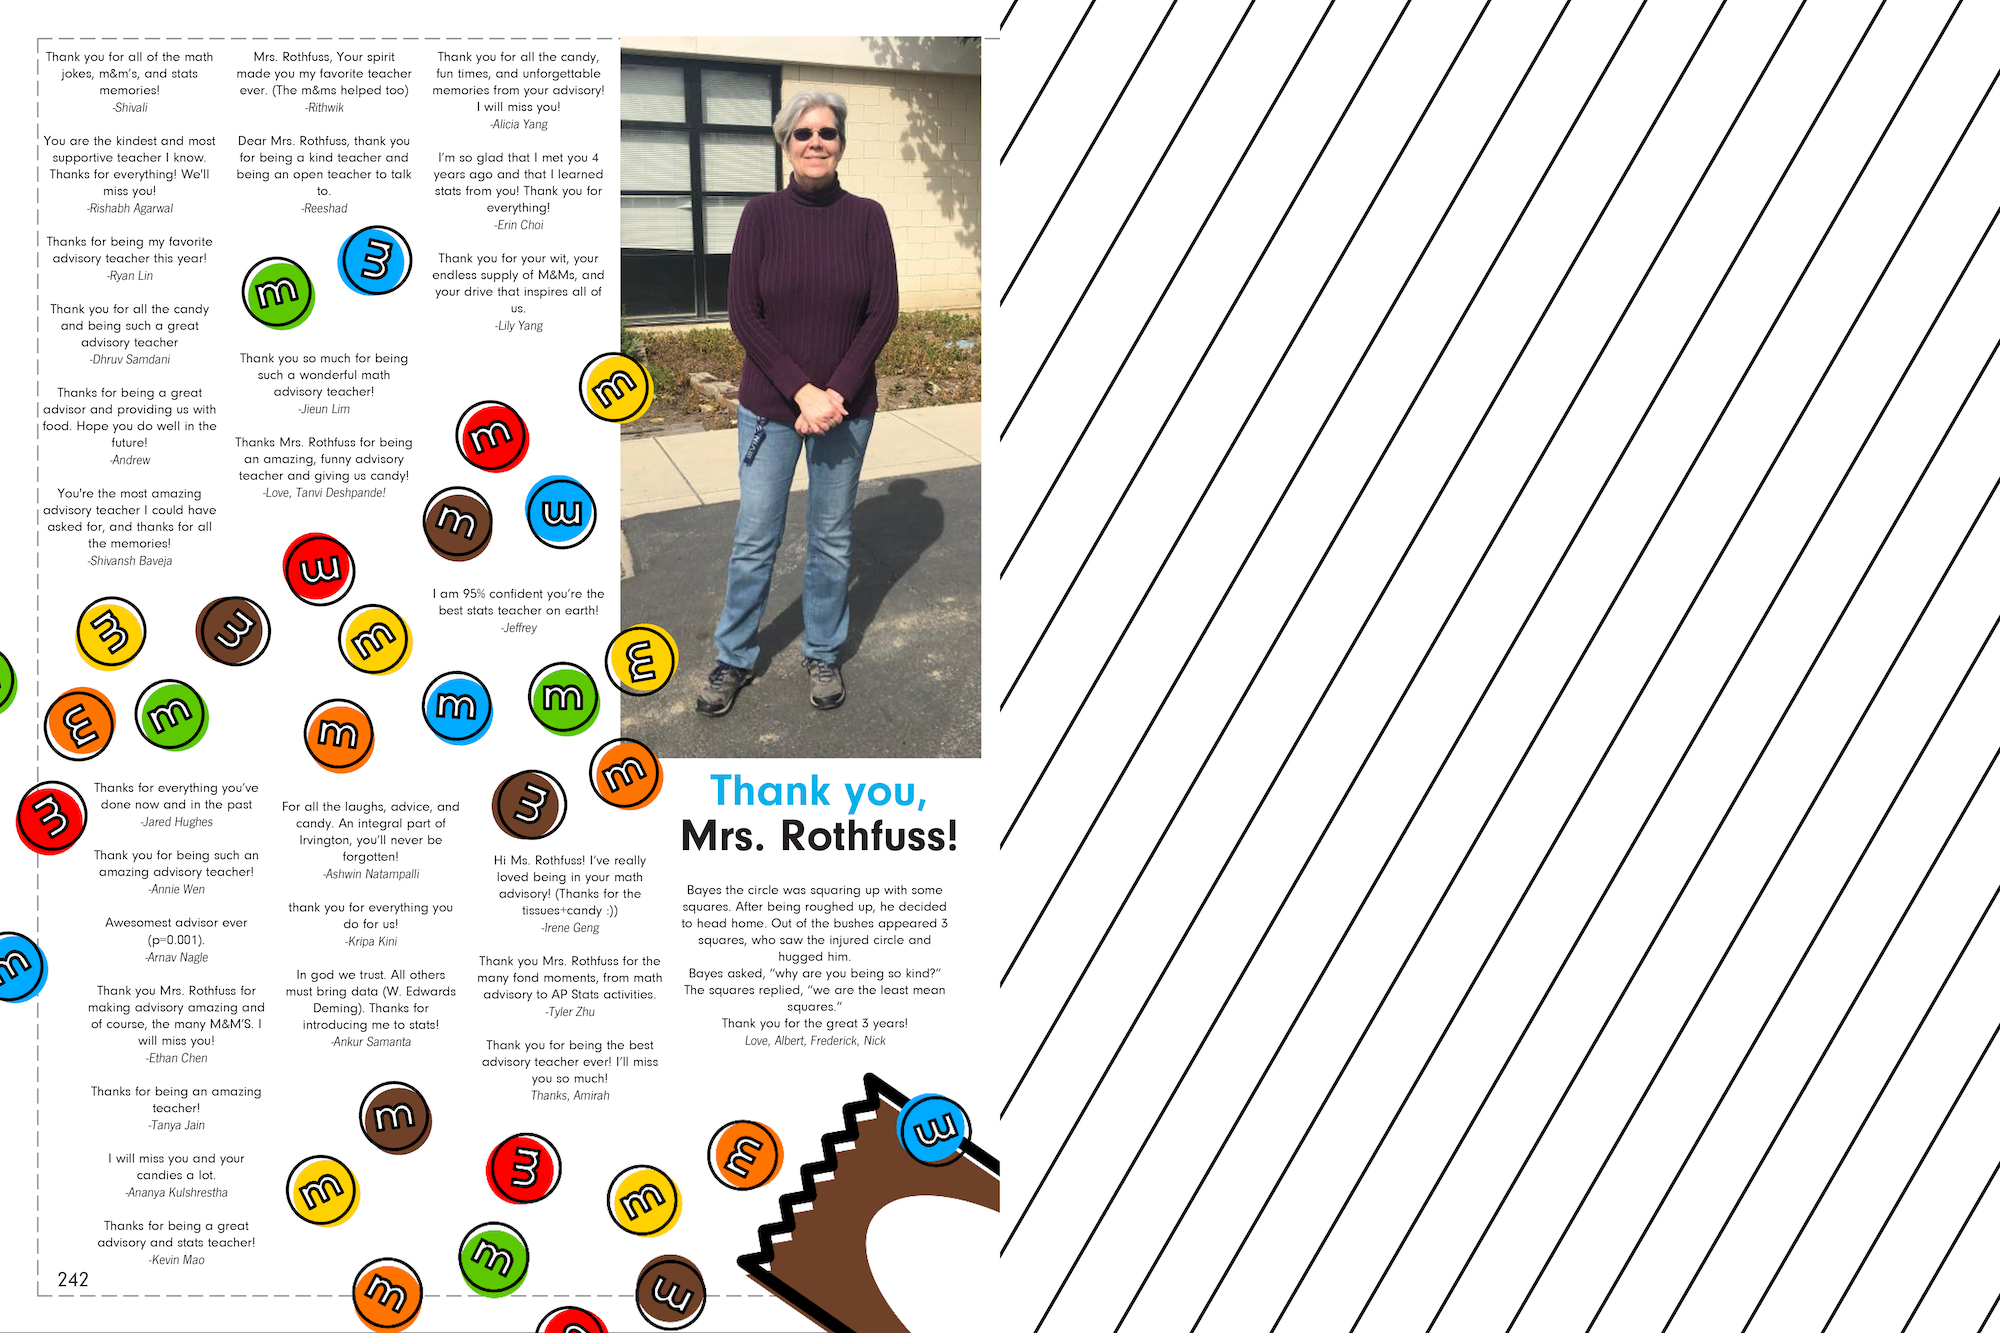 Thank you for all of the math
jokes, m&m's, and stats
memories!
-Shivali
You are the kindest and most
supportive teacher I know.
Thanks for everything! We'll
miss you!
-Rishabh Agarwal
Thanks for being my favorite
advisory teacher this year!
-Ryan Lin
Thank you for all the candy
and being such a great
advisory teacher
-Dhruv Samdani
Thanks for being a great
advisor and providing us with
food. Hope you do well in the
future!
-Andrew
You're the most amazing
advisory teacher I could have
asked for, and thanks for all
the memories!
-Shivansh Baveja
Mrs. Rothfuss, Your spirit
made you my favorite teacher
ever. (The m&ms helped too)
-Rithwik
Dear Mrs. Rothfuss, thank you
for being a kind teacher and
being an open teacher to talk
to.
-Reeshad
m
m
Thank you so much for being
such a wonderful math
advisory teacher!
-Jieun Lim
Thanks Mrs. Rothfuss for being
an amazing, funny advisory
teacher and giving us candy!
-Love, Tanvi Deshpande!
Thank you for all the candy,
fun times, and unforgettable
memories from your advisory!
I will miss you!
-Alicia Yang
I'm so glad that I met you 4
years ago and that I learned
stats from you! Thank you for
everything!
-Erin Choi
Thank you for your wit, your
endless supply of M&Ms, and
your drive that inspires all of
us.
-Lily Yang
m
m
m
m
m
I am 95% confident you're the
best stats teacher on earth!
-Jeffrey
m
m
m
m
m
m
m
m
m
m
m
m
Thanks for everything you've
done now and in the past
-Jared Hughes
Thank you for being such an
amazing advisory teacher!
-Annie Wen
Awesomest advisor ever
(p=0.001).
-Arnav Nagle
m
Thank you Mrs. Rothfuss for
making advisory amazing and
of course, the many M&M'S. I
will miss you!
-Ethan Chen
Thanks for being an amazing
teacher!
-Tanya Jain
I will miss you and your
candies a lot.
-Ananya Kulshrestha
Thanks for being a great
advisory and stats teacher!
-Kevin Mao
For all the laughs, advice, and
candy. An integral part of
Irvington, you'll never be
forgotten!
-Ashwin Natampalli
thank you for everything you
do for us!
-Kripa Kini
In god we trust. All others
must bring data (W. Edwards
Deming). Thanks for
introducing me to stats!
-Ankur Samanta
Hi Ms. Rothfuss! I've really
loved being in your math
advisory! (Thanks for the
tissues+candy :))
-Irene Geng
Thank you Mrs. Rothfuss for the
many fond moments, from math
advisory to AP Stats activities.
-Tyler Zhu
Thank you for being the best
advisory teacher ever! I'll miss
you so much!
Thanks, Amirah
Thank you,
Mrs. Rothfuss!
Bayes the circle was squaring up with some
squares. After being roughed up, he decided
to head home. Out of the bushes appeared 3
squares, who saw the injured circle and
hugged him.
Bayes asked, "why are you being so kind?"
The squares replied, "we are the least mean
squares."
Thank you for the great 3 years!
Love, Albert, Frederick, Nick
m
m
m
m
m
m
m
m
m
242